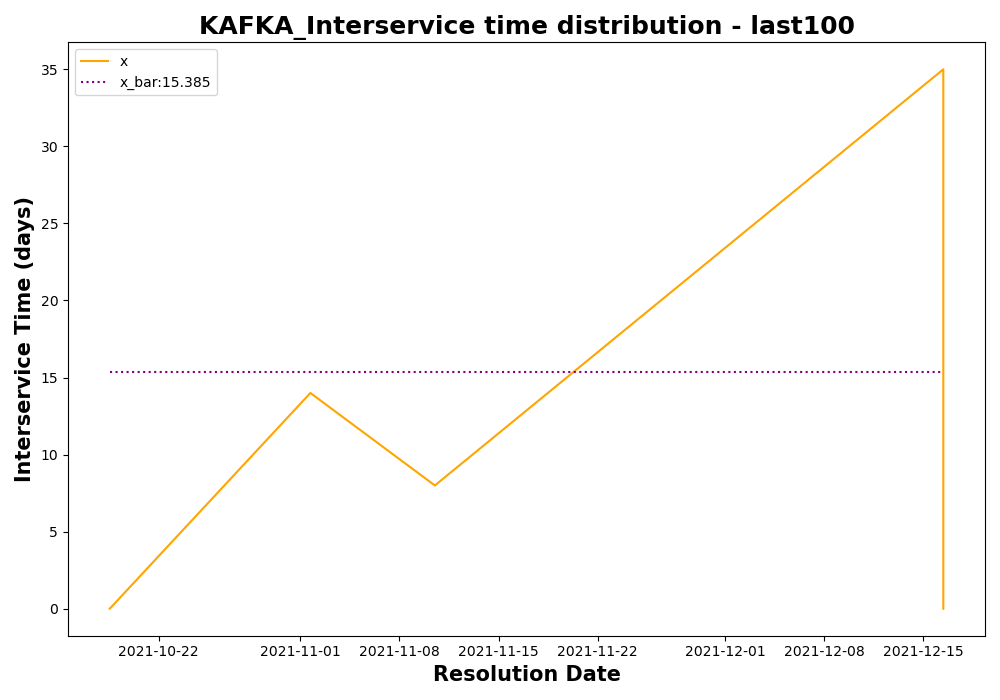 KAFKA_Interservice time distribution - last100
x
x_bar:15.385
Interservice Time (days)
35
30
25
20
15
10
5
0
2021-10-22 2021-11-01 2021-11-08 2021-11-15 2021-11-22 2021-12-01 2021-12-08 2021-12-15
Resolution Date